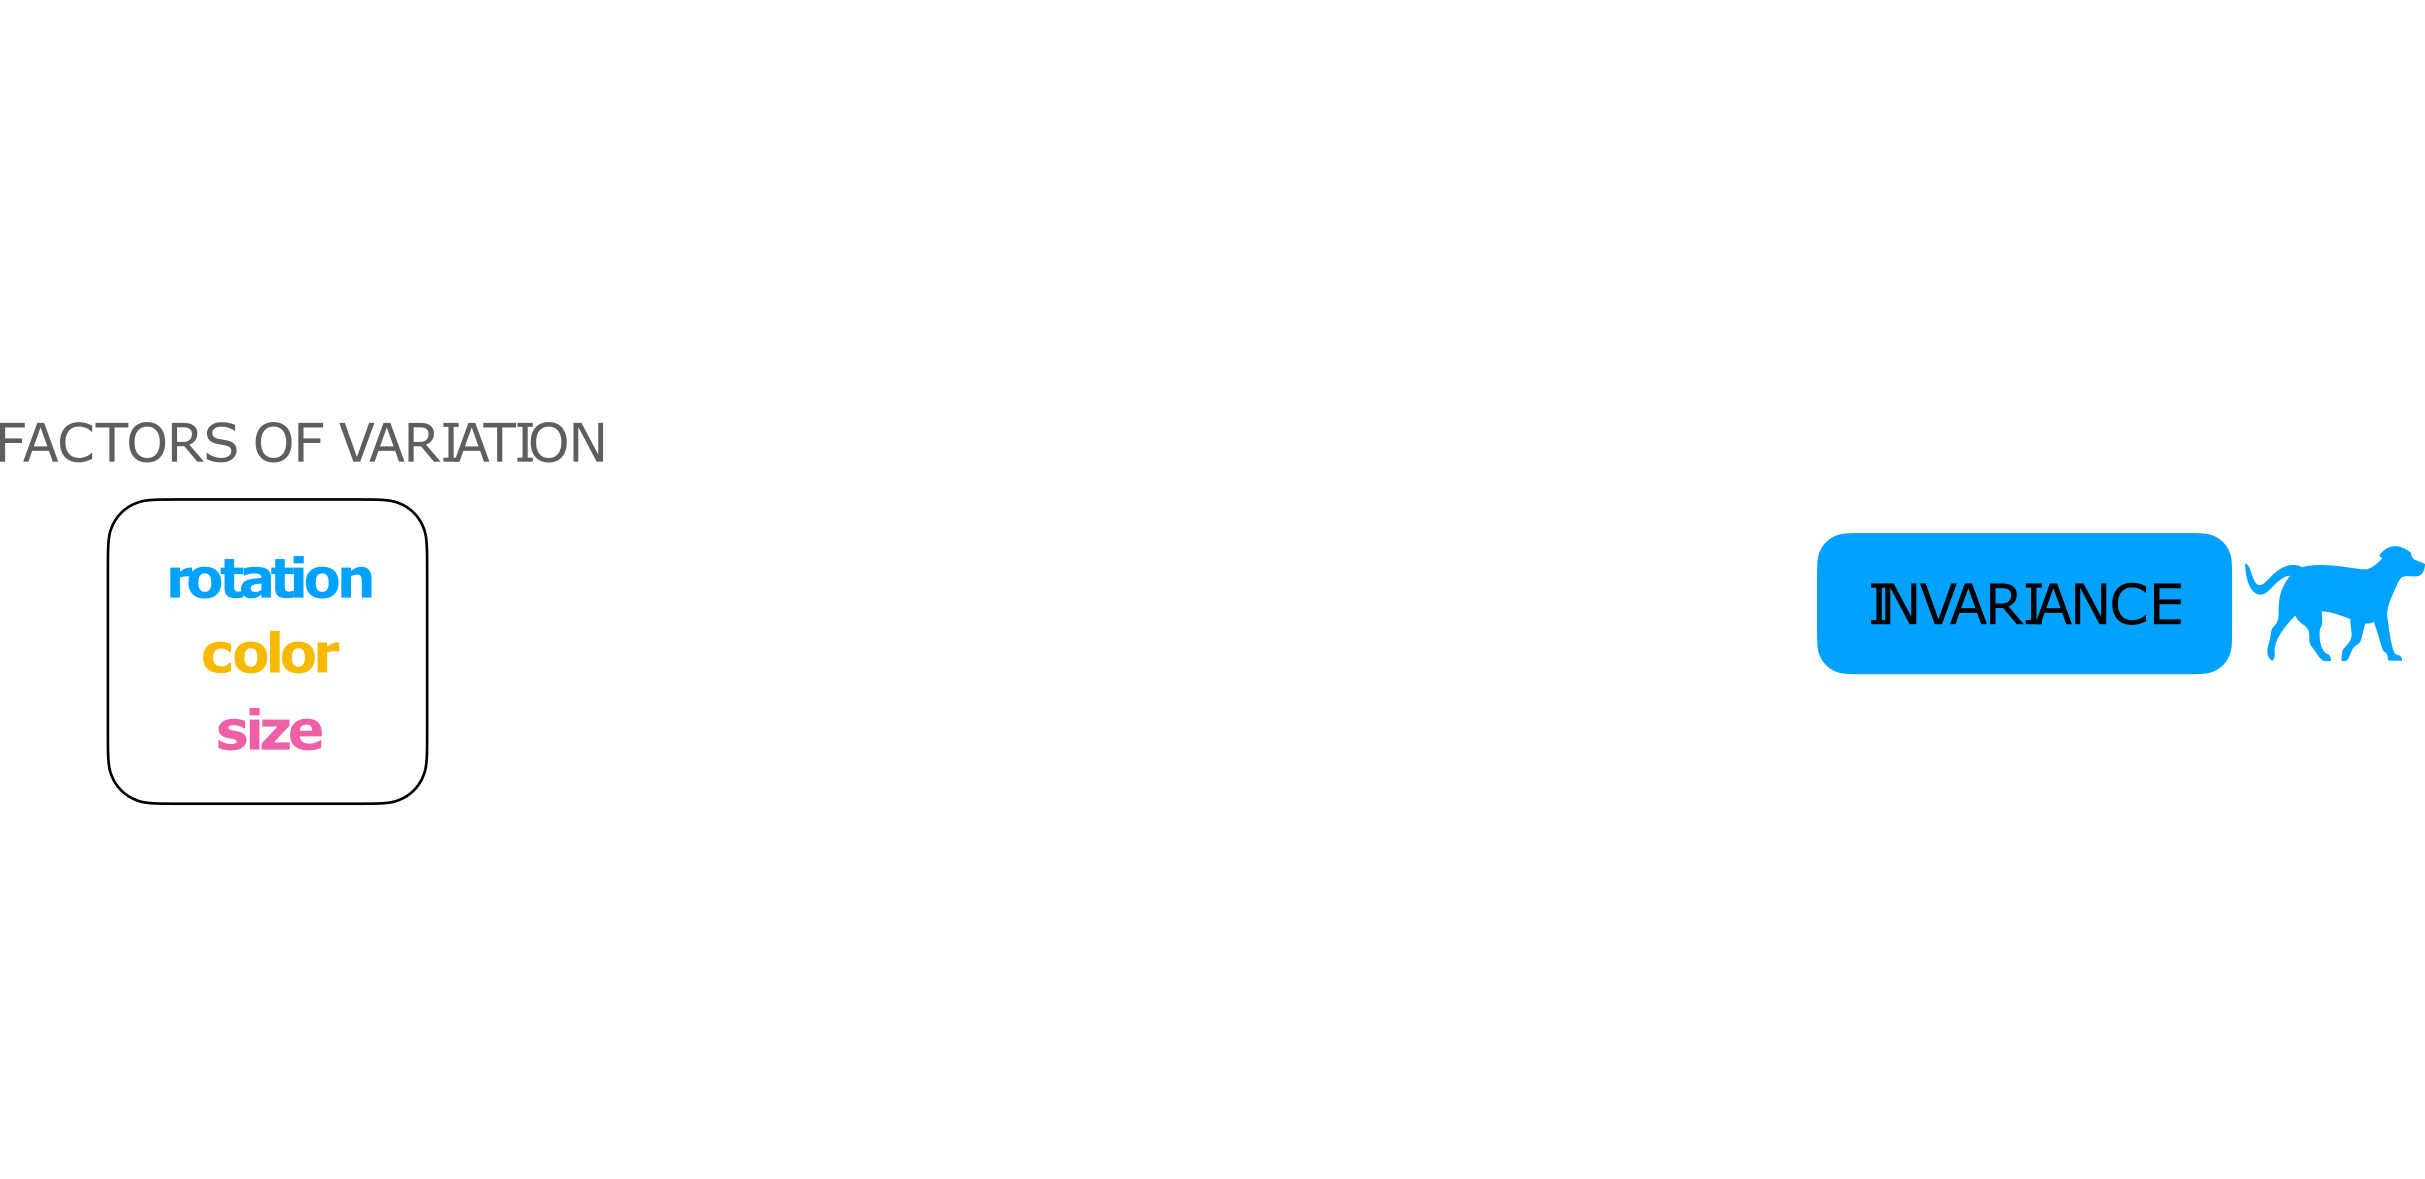 FACTORS OF VARIATION
rotation
color
size
INVARIANCE